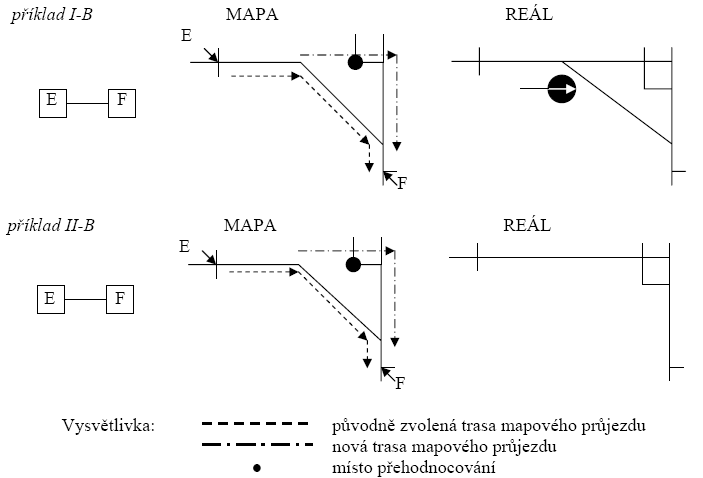 příklad I-B
MAPA
REÁL
E
E F
F
příklad II-B
MAPA
REÁL
E
E F
F
Vysvětlivka:
původně zvolená trasa mapového průjezdu
nová trasa mapového průjezdu
místo přehodnocování